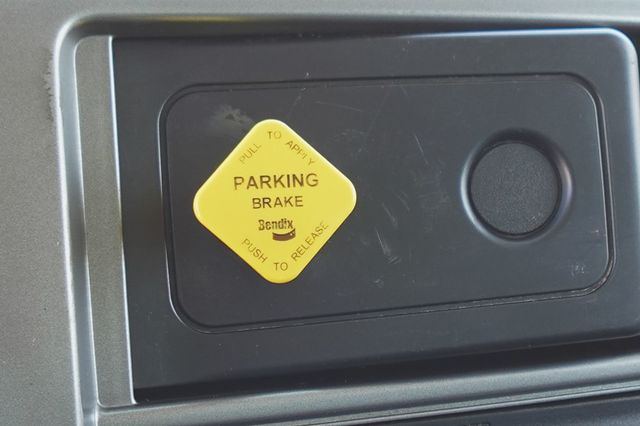 PULL TO APPLY
PARKING
BRAKE
Bendix
PUSH TO RELEASE